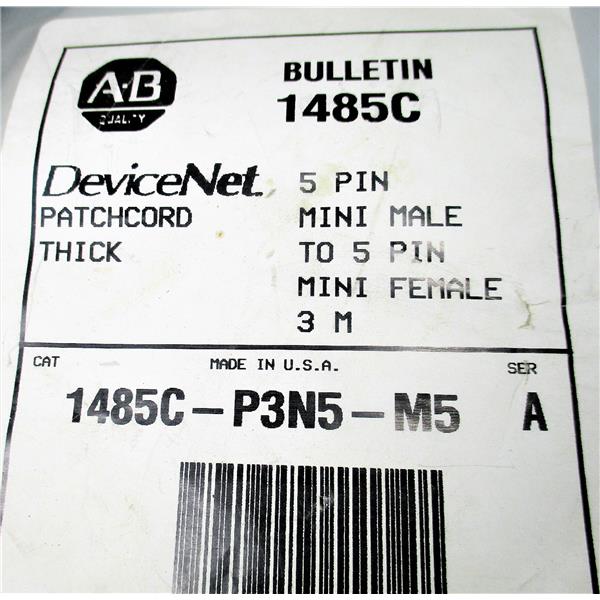 A-B
QUALITY
BULLETIN
1485C
DeviceNet. 5 PIN
PATCHCORD MINI MALE
THICK TO 5 PIN
MINI FEMALE
3 M
CAT MADE IN U.S.A. SER
1485C-P3N5-M5 A